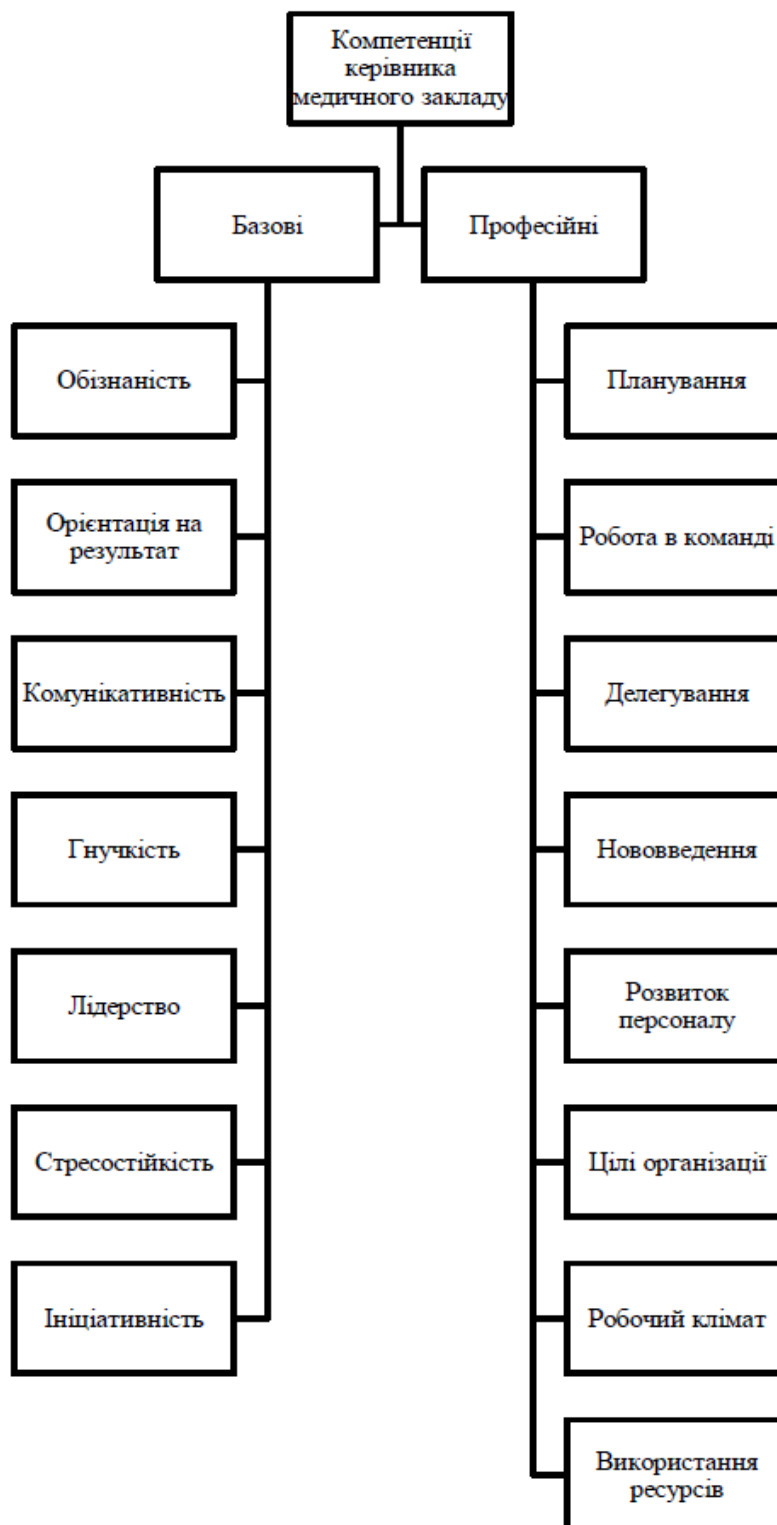 Компетенції
керівника
медичного закладу
Базові
Професійні
Обізнаність
Орієнтація на
результат
Комунікативність
Гнучкість
Лідерство
Стресостійкість
Ініціативність
Планування
Робота в команді
Делегування
Нововведення
Розвиток
персоналу
Цілі організації
Робочий клімат
Використання
ресурсів